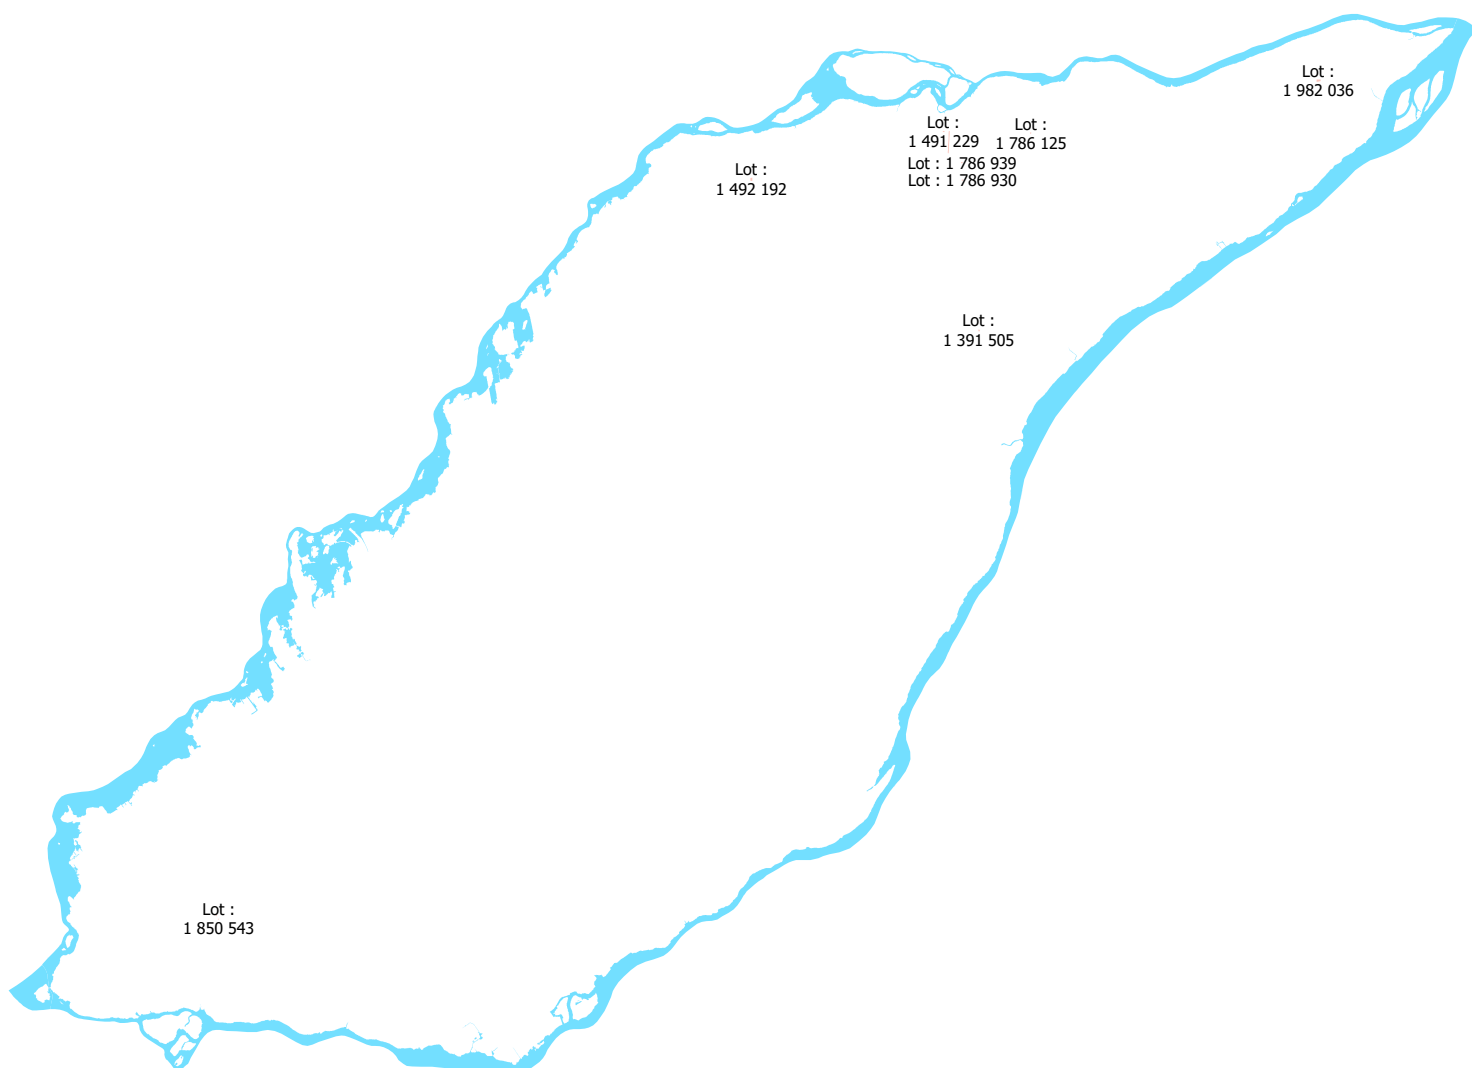 Lot :
1 982 036
Lot :
1 491 229
Lot :
1 786 125
Lot : 1 786 939
Lot : 1 786 930
Lot :
1 492 192
Lot :
1 391 505
Lot :
1 850 543